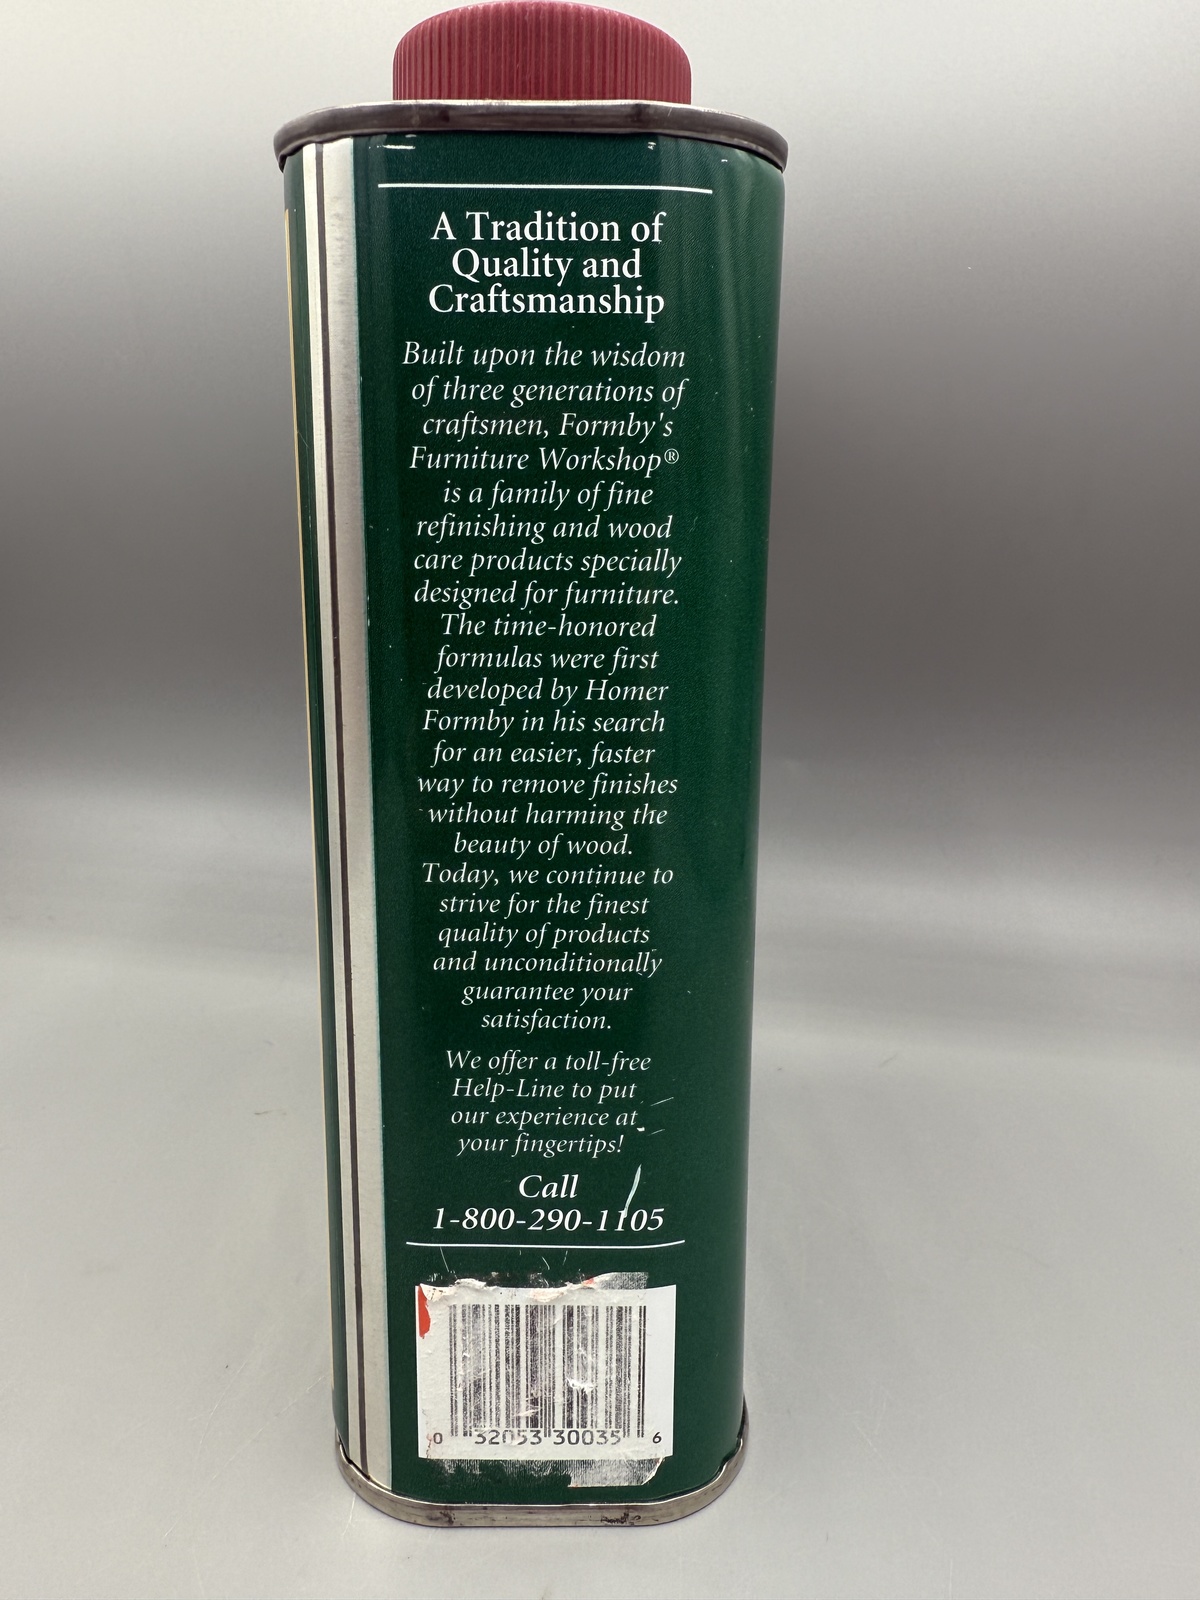 A Tradition of
Quality and
Craftsmanship
Built upon the wisdom
of three generations of
craftsmen, Formby's
Furniture Workshop®
is a family of fine
refinishing and wood
care products specially
designed for furniture.
The time-honored
formulas were first
developed by Homer
Formby in his search
for an easier, faster
way to remove finishes
without harming the
beauty of wood.
Today, we continue to
strive for the finest
quality of products
and unconditionally
guarantee your
satisfaction.
We offer a toll-free
Help-Line to put
our experience at
your fingertips!
Call
1-800-290-1105
0 32053 30035 6